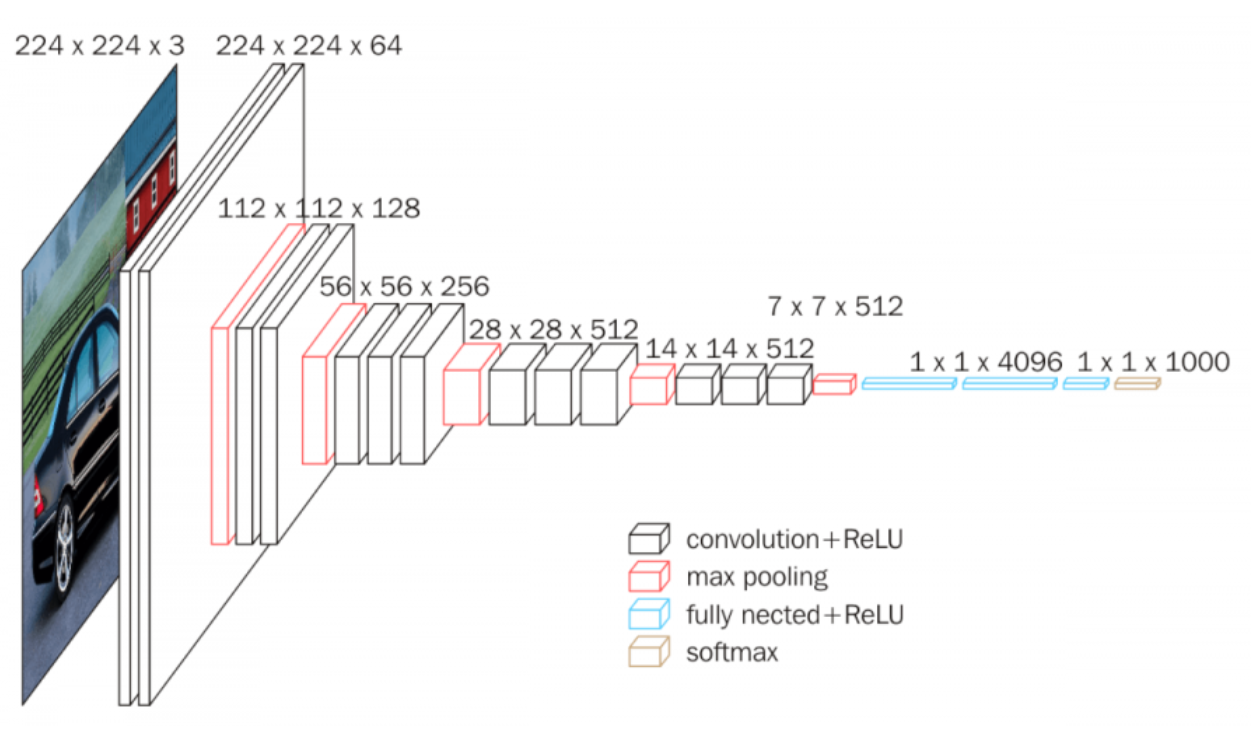 224 x 224 x 3
224 x 224 x 64
112 x 112 x 128
56 x 56 x 256
28 x 28 x 512
14 x 14 x 512
7 x 7 x 512
1 x 1 x 4096
1 x 1 x 1000
convolution+ReLU
max pooling
fully nected+ReLU
softmax